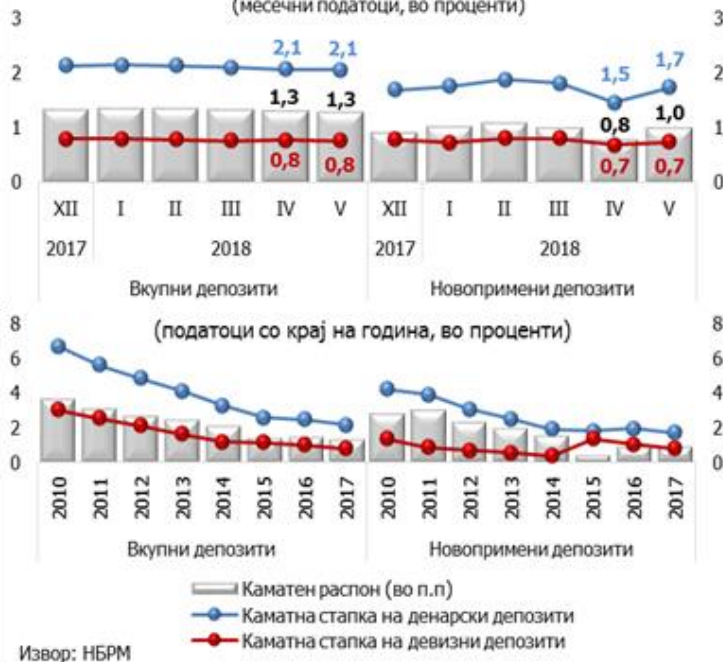 (месечни податоци, во проценти)
3 3
2,1 2,1 1,7
2 1,5 2
1,3 1,3 1,0
0,8
1 1
0,8 0,8 0,7 0,7
0 0
XII I II III IV V XII I II III IV V
2017 2018 2017 2018
Вкупни депозити Новопримени депозити
8 (податоци со крај на година, во проценти) 8
6 6
4 4
2 2
0 0
2010 2011 2012 2013 2014 2015 2016 2017 2010 2011 2012 2013 2014 2015 2016 2017
Вкупни депозити Новопримени депозити
Каматен распон (во п.п)
Каматна стапка на денарски депозити
Каматна стапка на девизни депозити
Извор: НБРМ